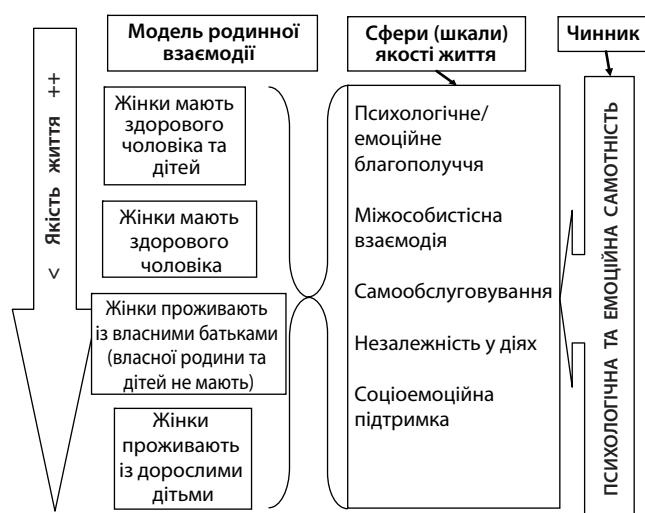 Модель родинної
взаємодії
Сфери (шкали)
якості життя
Чинник
< Якість життя ++
Жінки мають
здорового
чоловіка та
дітей
Жінки мають
здорового
чоловіка
Жінки проживають
із власними батьками
(власної родини та
дітей не мають)
Жінки
проживають
із дорослими
дітьми
Психологічне/
емоційне
благополуччя
Міжособистісна
взаємодія
Самообслуговування
Незалежність у діях
Соціоемоційна
підтримка
ПСИХОЛОГІЧНА ТА ЕМОЦІЙНА САМОТНІСТЬ